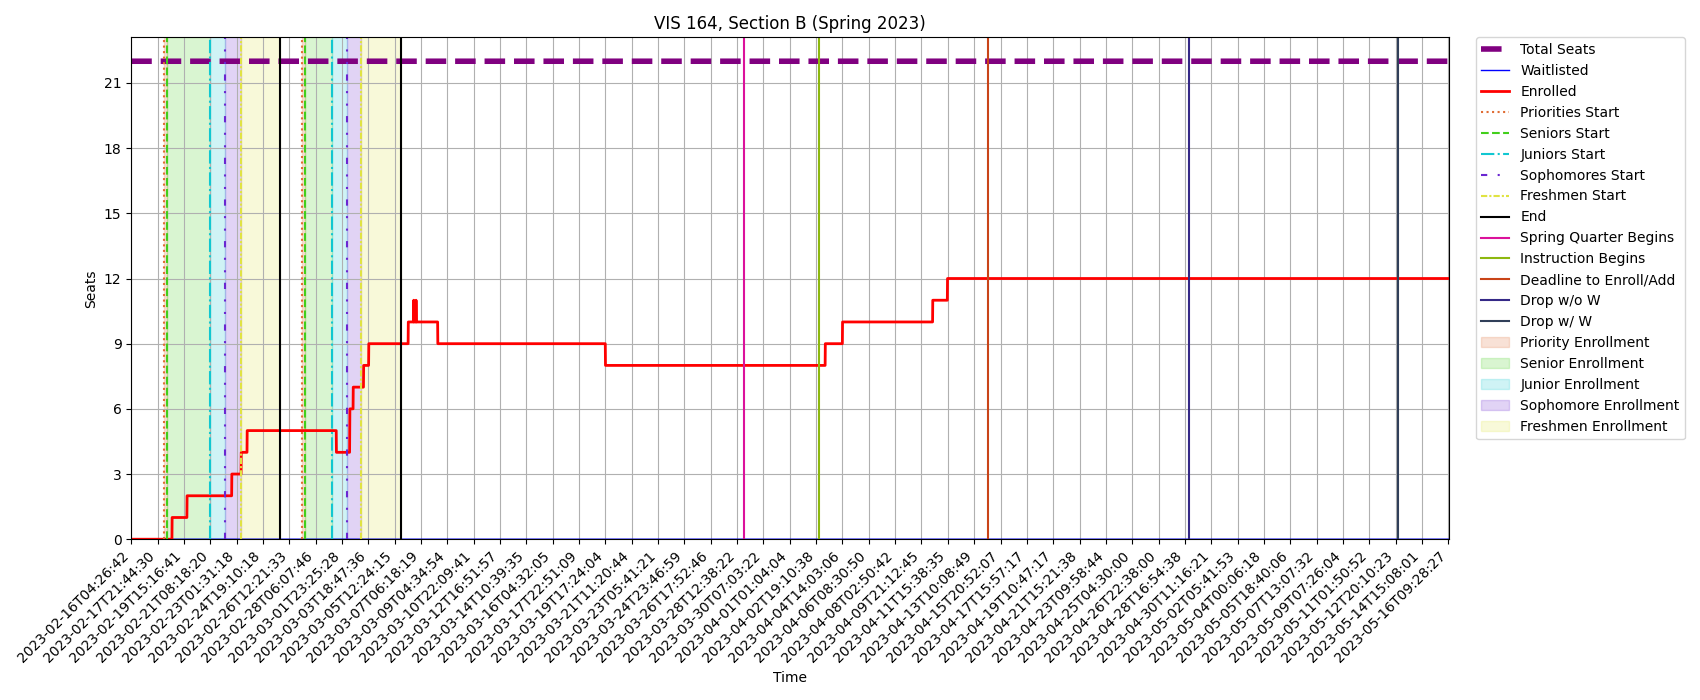 VIS 164, Section B (Spring 2023)
Seats
21
18
15
12
9
6
3
0
2023-02-16T04:26:42
2023-02-17T21:44:30
2023-02-19T15:16:41
2023-02-21T08:18:20
2023-02-23T01:31:18
2023-02-24T19:10:18
2023-02-26T12:21:33
2023-02-28T06:07:46
2023-03-01T23:25:28
2023-03-03T18:47:36
2023-03-05T12:24:15
2023-03-07T06:18:19
2023-03-09T04:34:54
2023-03-10T22:09:41
2023-03-12T16:51:57
2023-03-14T10:39:35
2023-03-16T04:32:05
2023-03-17T22:51:09
2023-03-19T17:24:04
2023-03-21T11:20:44
2023-03-23T05:41:21
2023-03-24T23:46:59
2023-03-26T17:52:46
2023-03-28T12:38:22
2023-03-30T07:03:22
2023-04-01T01:04:04
2023-04-02T19:10:38
2023-04-04T14:03:06
2023-04-06T08:30:50
2023-04-08T02:50:42
2023-04-09T21:12:45
2023-04-11T15:38:35
2023-04-13T10:08:49
2023-04-15T20:52:07
2023-04-17T15:57:17
2023-04-19T10:47:17
2023-04-21T15:21:38
2023-04-23T09:58:44
2023-04-25T04:30:00
2023-04-26T22:38:00
2023-04-28T16:54:38
2023-04-30T11:16:21
2023-05-02T05:41:53
2023-05-04T00:06:18
2023-05-05T18:40:06
2023-05-07T13:07:32
2023-05-09T07:26:04
2023-05-11T01:50:52
2023-05-12T20:10:23
2023-05-14T15:08:01
2023-05-16T09:28:27
Time
Total Seats
Waitlisted
Enrolled
Priorities Start
Seniors Start
Juniors Start
Sophomores Start
Freshmen Start
End
Spring Quarter Begins
Instruction Begins
Deadline to Enroll/Add
Drop w/o W
Drop w/ W
Priority Enrollment
Senior Enrollment
Junior Enrollment
Sophomore Enrollment
Freshmen Enrollment